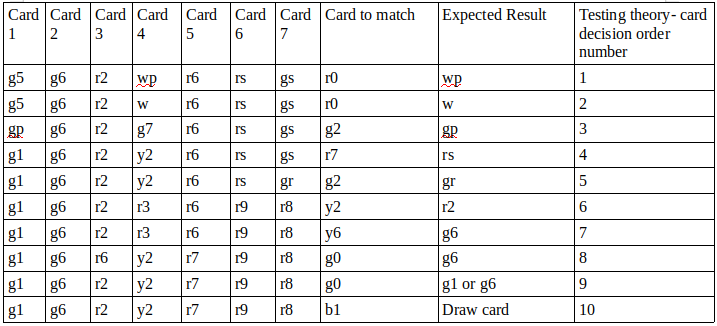 Card 1 Card 2 Card 3 Card 4 Card 5 Card 6 Card 7 Card to match Expected Result Testing theory- card decision order number
g5 g6 r2 wp r6 rs gs r0 wp 1
g5 g6 r2 w r6 rs gs r0 w 2
gp g6 r2 g7 r6 rs gs g2 gp 3
g1 g6 r2 y2 r6 rs gs r7 rs 4
g1 g6 r2 y2 r6 rs gr g2 gr 5
g1 g6 r2 r3 r6 r9 r8 y2 r2 6
g1 g6 r2 r3 r6 r9 r8 y6 g6 7
g1 g6 r6 y2 r7 r9 r8 g0 g6 8
g1 g6 r2 y2 r7 r9 r8 g0 g1 or g6 9
g1 g6 r2 y2 r7 r9 r8 b1 Draw card 10